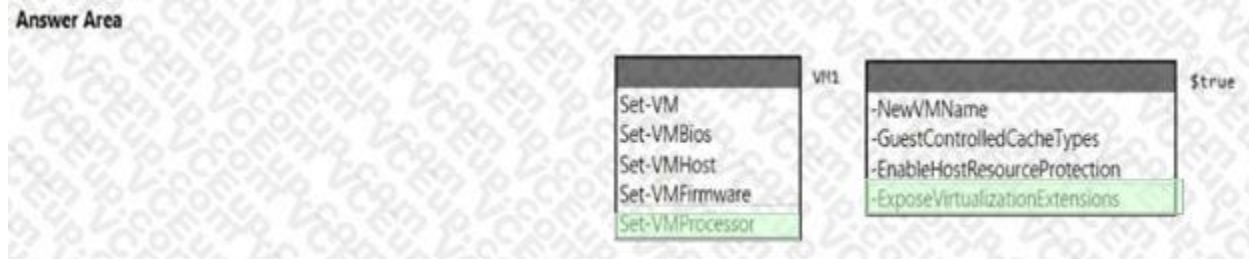 Answer Area
VM1
$true
Set-VM
Set-VMBios
Set-VMHost
Set-VMFirmware
Set-VMProcessor
-NewVMName
-GuestControlledCacheTypes
-EnableHostResourceProtection
-ExposeVirtualizationExtensions